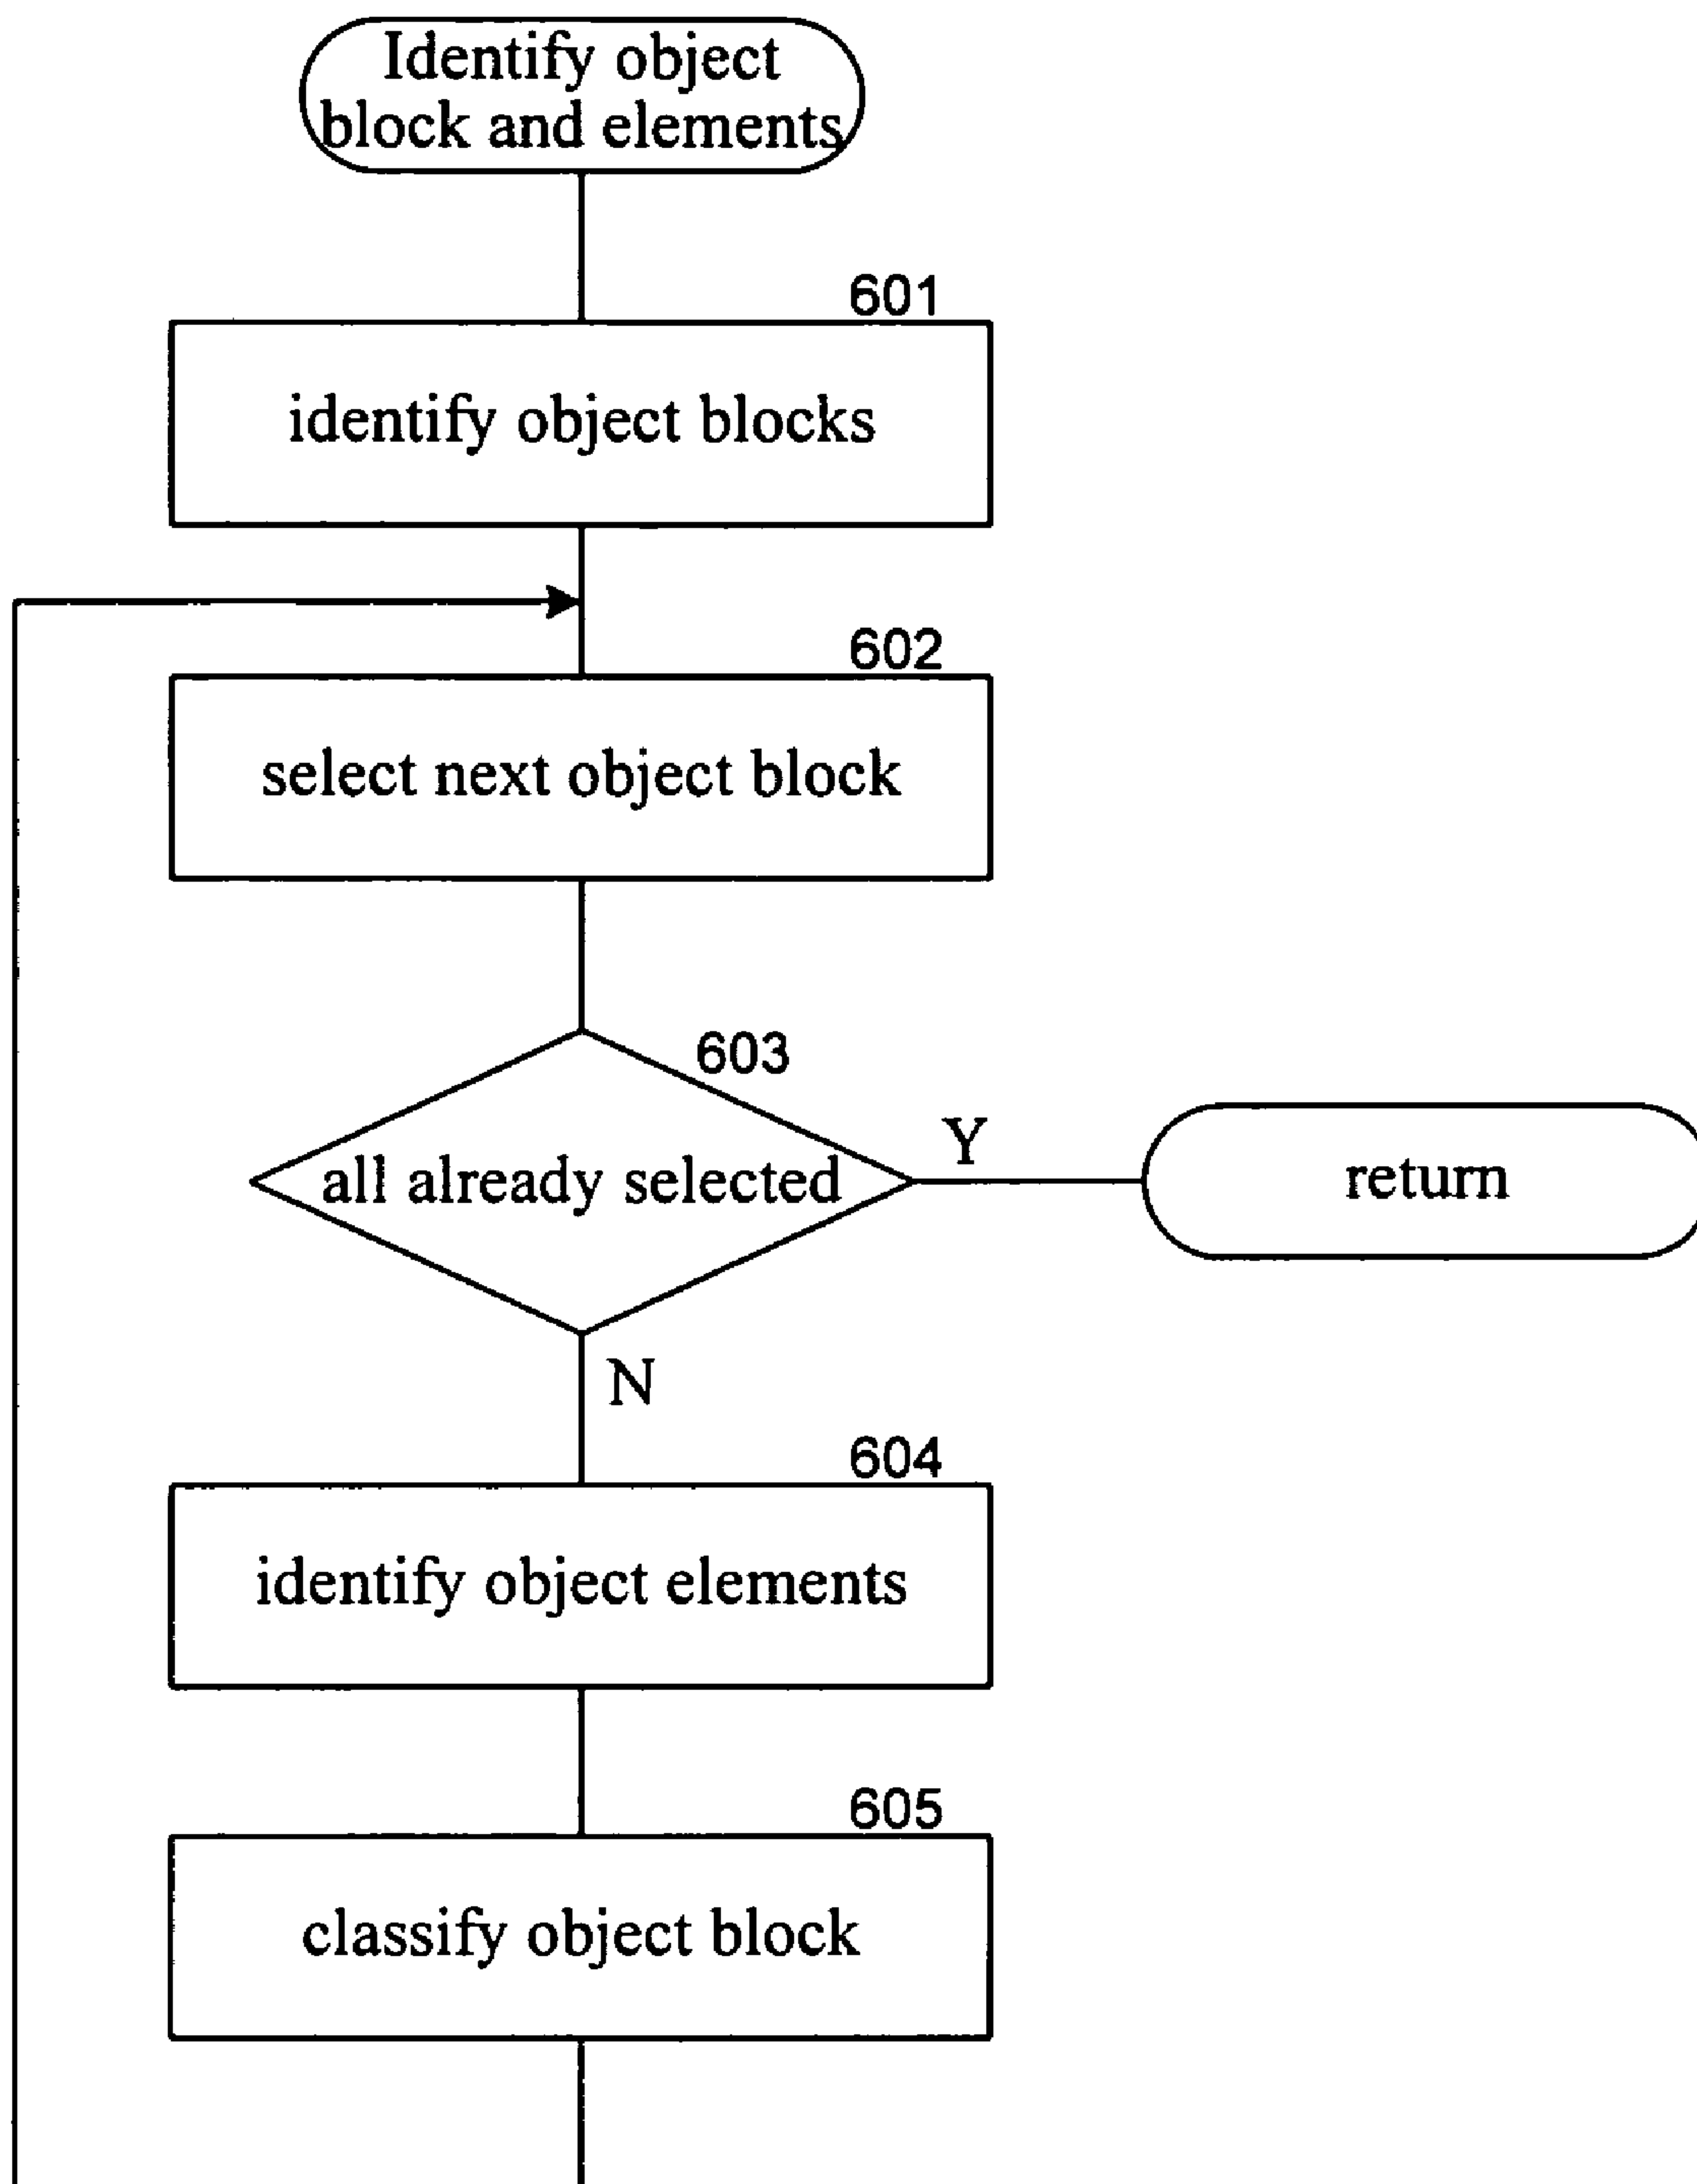 Identify object
block and elements
601
identify object blocks
602
select next object block
603
all already selected
Y
return
N
604
identify object elements
605
classify object block